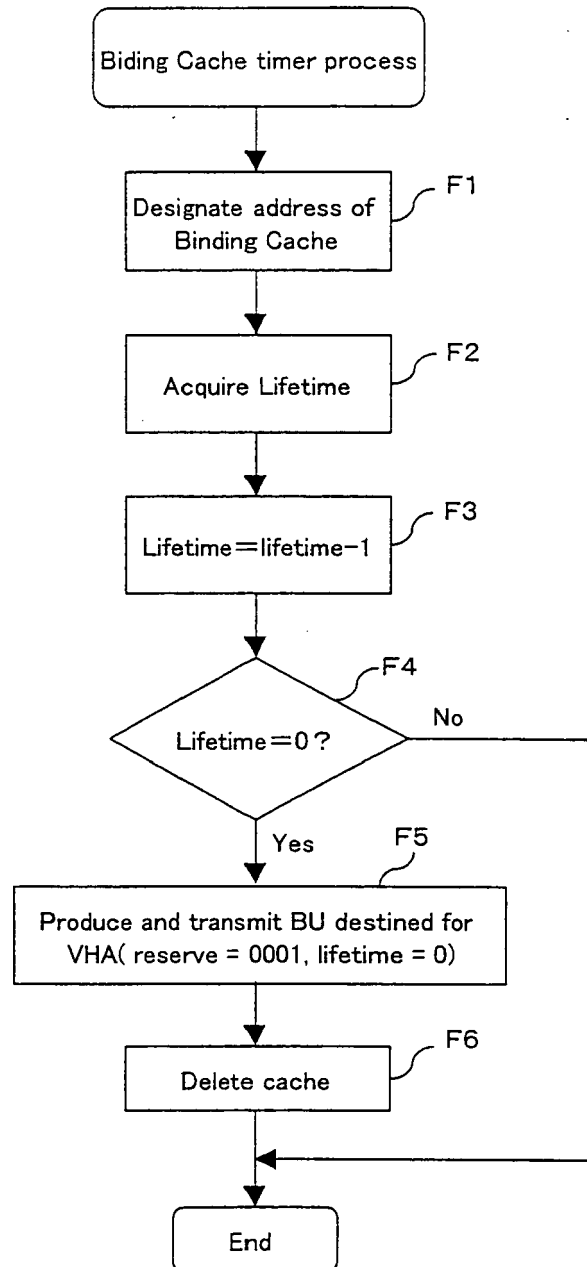 Biding Cache timer process
F1
Designate address of
Binding Cache
F2
Acquire Lifetime
F3
Lifetime=lifetime-1
F4
Lifetime=0?
No
Yes
F5
Produce and transmit BU destined for
VHA( reserve = 0001, lifetime = 0)
F6
Delete cache
End